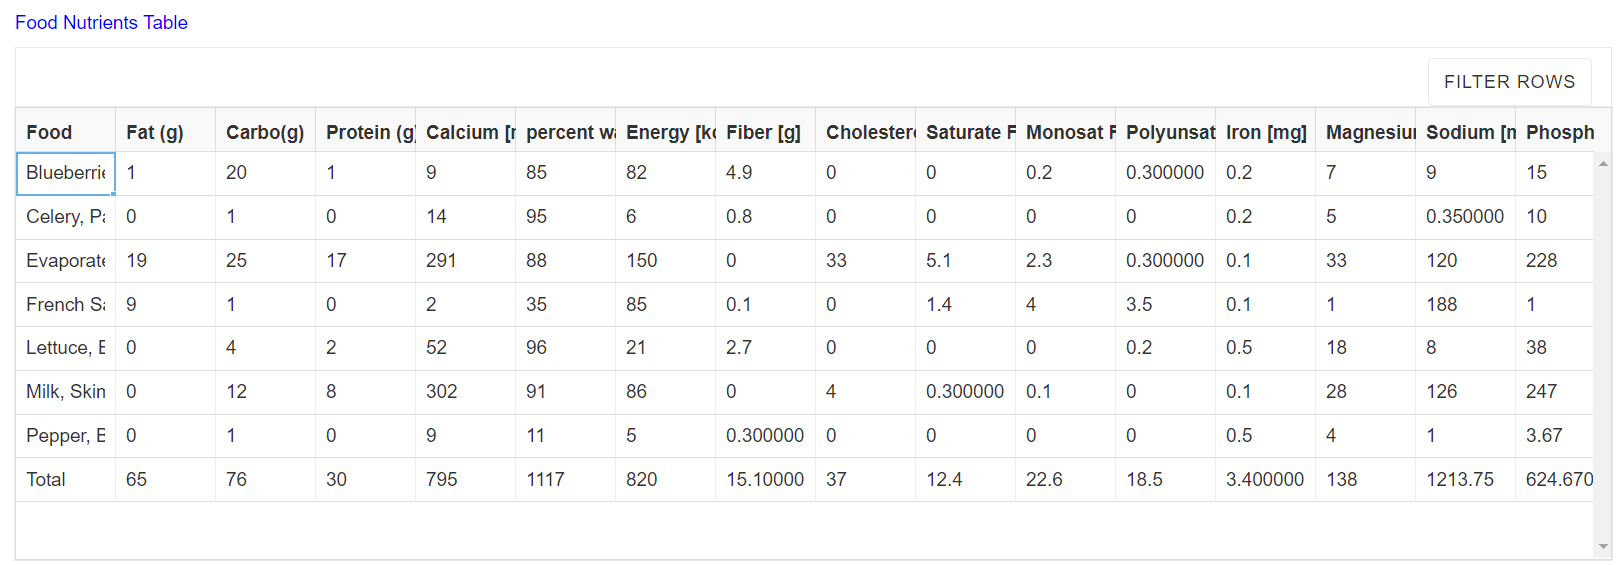 Food Nutrients Table
FILTER ROWS
Food Fat (g) Carbo(g) Protein (g) Calcium [ percent wa Energy [kc Fiber [g] Cholester Saturate F Monosat F Polyunsat Iron [mg] Magnesiu Sodium [m Phosph
Blueberrie 1 20 1 9 85 82 4.9 0 0 0.2 0.300000 0.2 7 9 15
Celery, Pa 0 1 0 14 95 6 0.8 0 0 0 0 0.2 5 0.350000 10
Evaporate 19 25 17 291 88 150 0 33 5.1 2.3 0.300000 0.1 33 120 228
French Sa 9 1 0 2 35 85 0.1 0 1.4 4 3.5 0.1 1 188 1
Lettuce, B 0 4 2 52 96 21 2.7 0 0 0 0.2 0.5 18 8 38
Milk, Skim 0 12 8 302 91 86 0 4 0.300000 0.1 0 0.1 28 126 247
Pepper, B 0 1 0 9 11 5 0.300000 0 0 0 0 0.5 4 1 3.67
Total 65 76 30 795 1117 820 15.10000 37 12.4 22.6 18.5 3.400000 138 1213.75 624.670